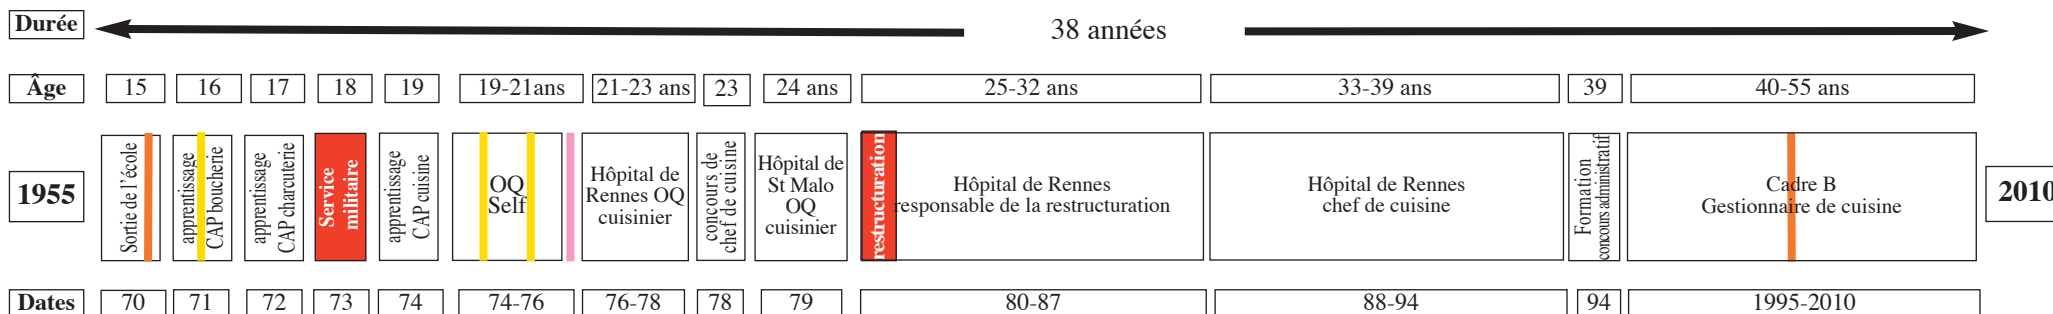 Durée
38 années
Âge
15
16
17
18
19
19-21ans
21-23 ans
23
24 ans
25-32 ans
33-39 ans
39
40-55 ans
1955
Sortie de l'école
apprentissage
CAP boucherie
apprentissage
CAP charcuterie
Service
militaire
apprentissage
CAP cuisine
OQ
Self
Hôpital de
Rennes OQ
cuisinier
concours de
chef de cuisine
Hôpital de
St Malo
OQ
cuisinier
restructuration
Hôpital de Rennes
responsable de la restructuration
Hôpital de Rennes
chef de cuisine
Formation
concours administratif
Cadre B
Gestionnaire de cuisine
2010
Dates
70
71
72
73
74
74-76
76-78
78
79
80-87
88-94
94
1995-2010